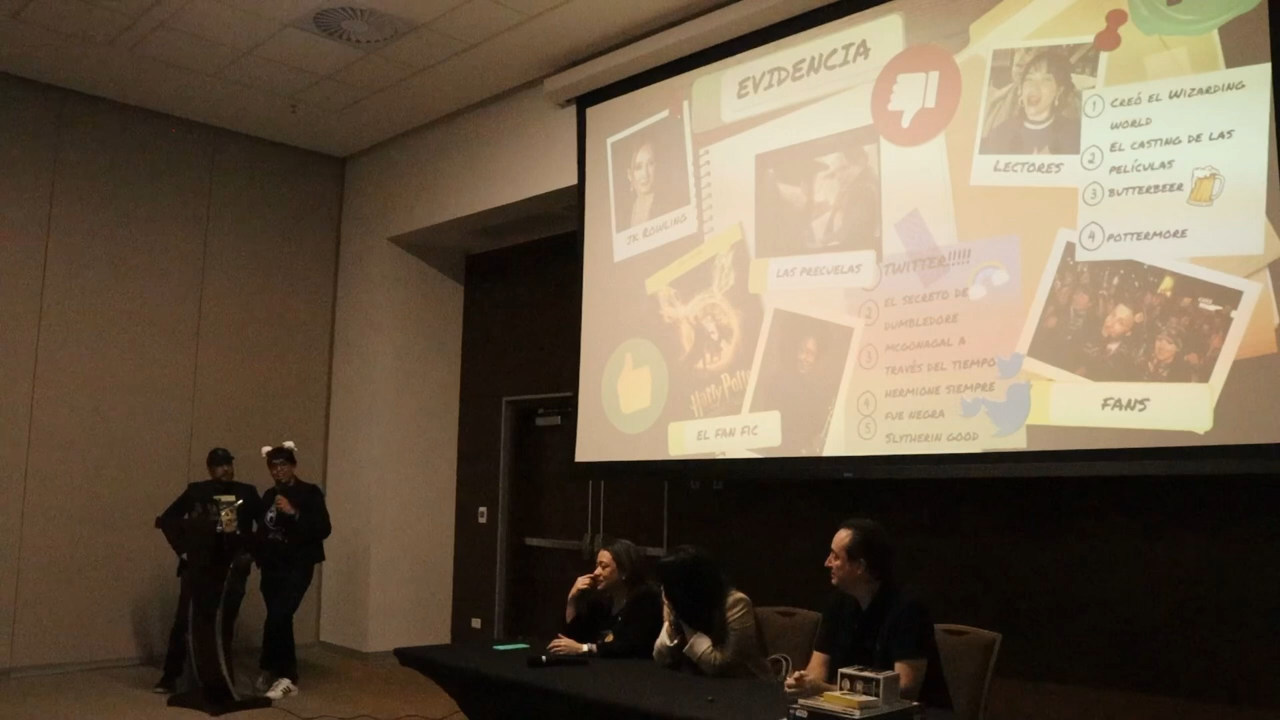 EVIDENCIA
JK ROWLING
LAS PRECUELAS
Harry Potte
EL FAN FIC
TWITTER!!!!!
2 EL SECRETO DE
DUMBLEDORE
3 MCGONAGAL A
TRAVÉS DEL TIEMPO
4 HERMIONE SIEMPRE
FUE NEGRA
5 SLYTHERIN GOOD
LECTORES
1 CREÓ EL WIZARDING
WORLD
2 EL CASTING DE LAS
PELÍCULAS
3 BUTTERBEER
4 POTTERMORE
FANS